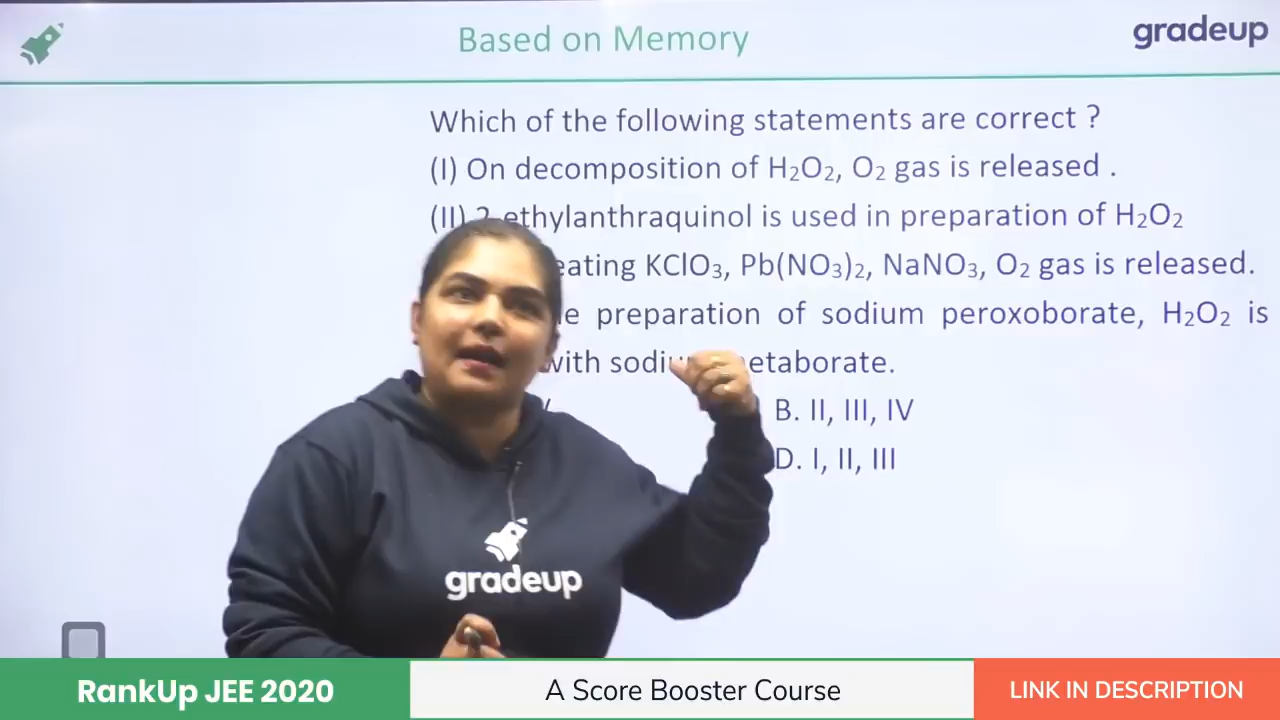 Based on Memory
gradeup
Which of the following statements are correct ?
(I) On decomposition of H₂O₂, O₂ gas is released .
(II) 2-ethylanthraquinol is used in preparation of H₂O₂
KClO₃, Pb(NO₃)₂, NaNO₃, O₂ gas is released.
preparation of sodium peroxoborate, H₂O₂ is
with
B. II, III, IV
D. I, II, III
gradeup
RankUp JEE 2020
A Score Booster Course
LINK IN DESCRIPTION